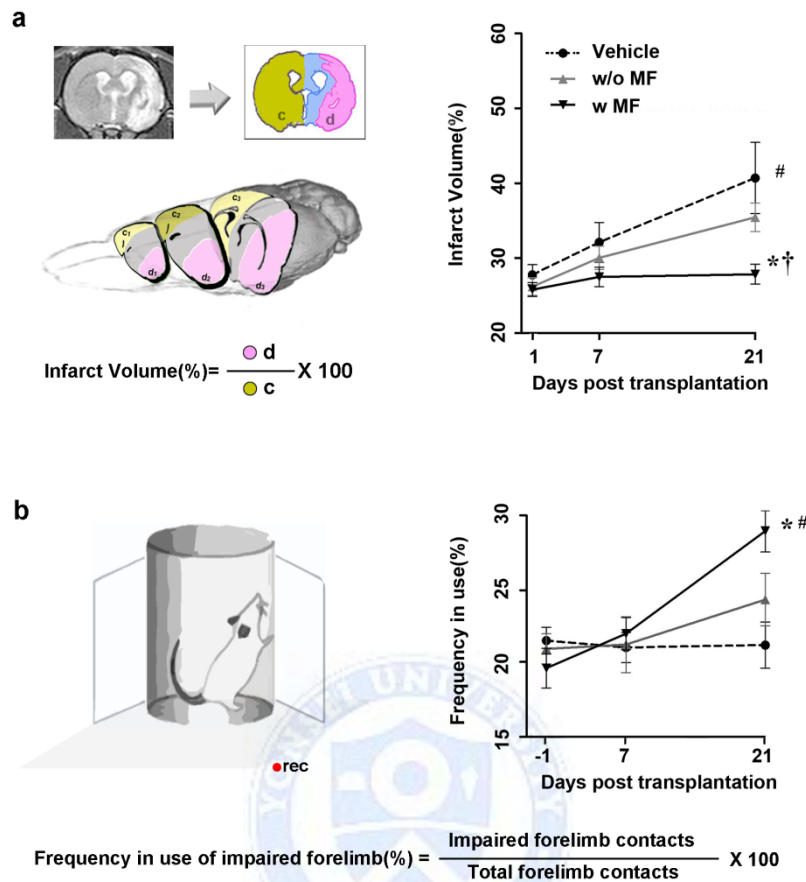 a
c
d
c1
c2
c3
d1
d2
d3
Infarct Volume(%)=
d
c
X 100
Vehicle
w/o MF
w MF
Infarct Volume(%)
60
50
40
30
20
#
*†
1
7
21
Days post transplantation
b
rec
Frequency in use(%)
30
25
20
15
*#
-1
7
21
Days post transplantation
YONSEI UNIVERSITY
Frequency in use of impaired forelimb(%) =
Impaired forelimb contacts
Total forelimb contacts
X 100